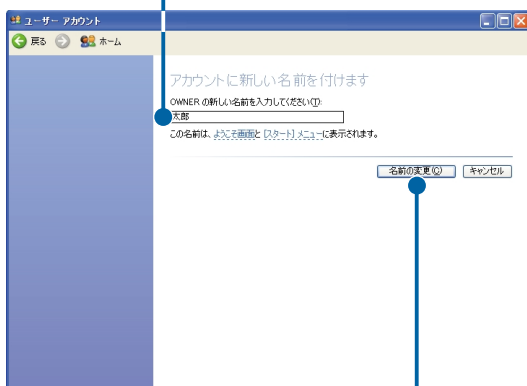 ユーザー アカウント
戻る ホーム
アカウントに新しい名前を付けます
OWNER の新しい名前を入力してください(T):
太郎
この名前は、ようこそ画面と [スタート] メニューに表示されます。
名前の変更(C) キャンセル